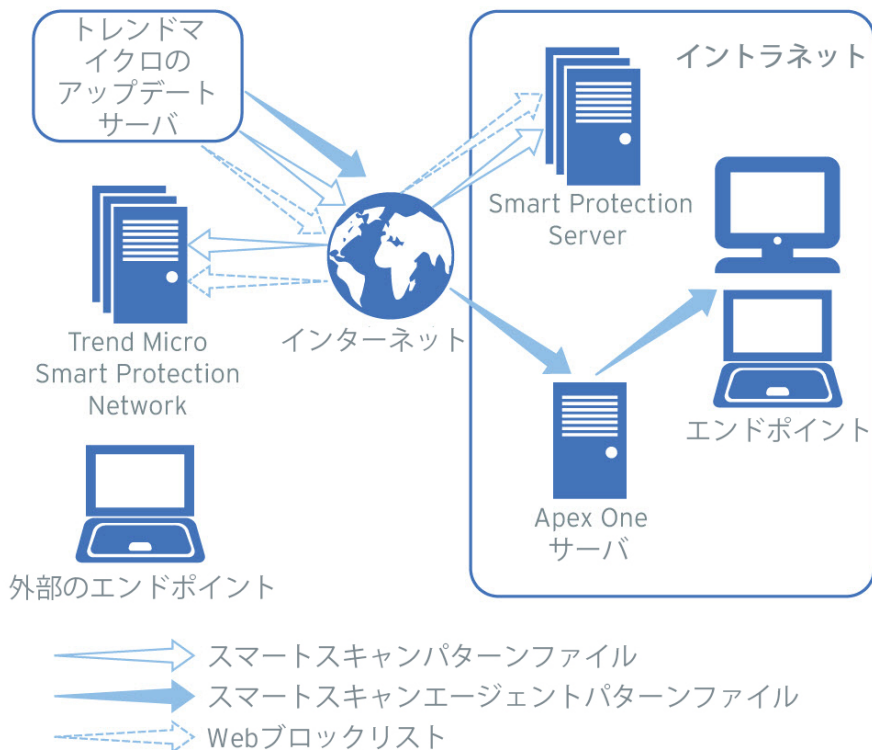 トレンドマ
イクロの
アップデート
サーバ
イントラネット
Smart Protection
Server
Trend Micro
Smart Protection
Network
インターネット
エンドポイント
Apex One
サーバ
外部のエンドポイント
スマートスキャンパターンファイル
スマートスキャンエージェントパターンファイル
Webブロックリスト